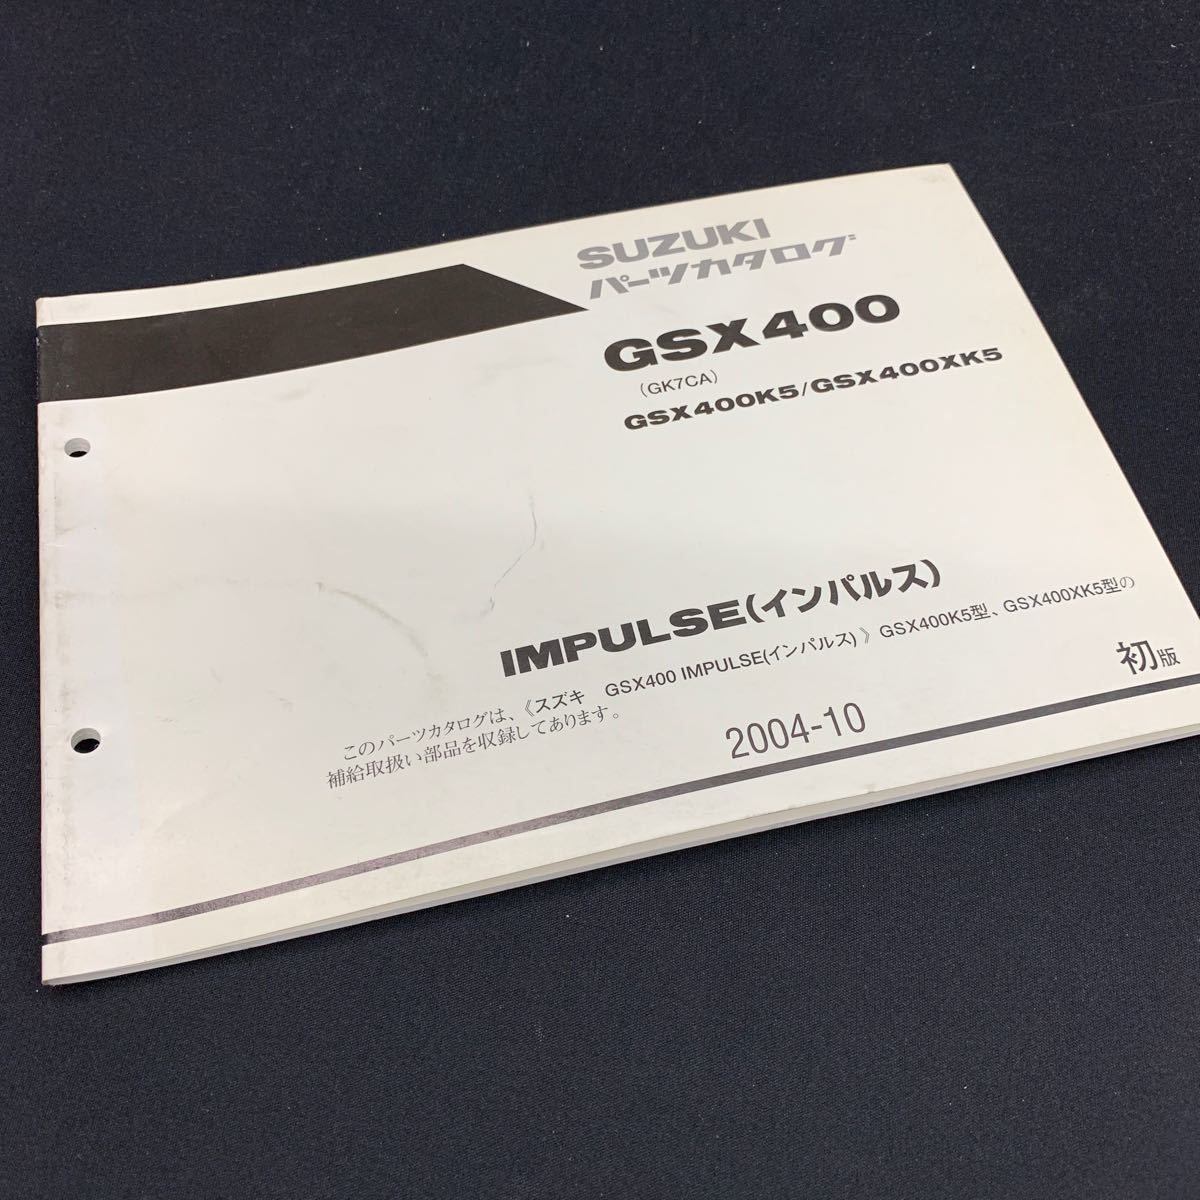 SUZUKI
パーツカタログ
GSX400
(GK7CA)
GSX400K5/GSX400XK5
IMPULSE(インパルス)
このパーツカタログは、《スズキ　GSX400 IMPULSE(インパルス) 》GSX400K5型、GSX400XK5型の
補給取扱い部品を収録してあります。
2004-10
初版